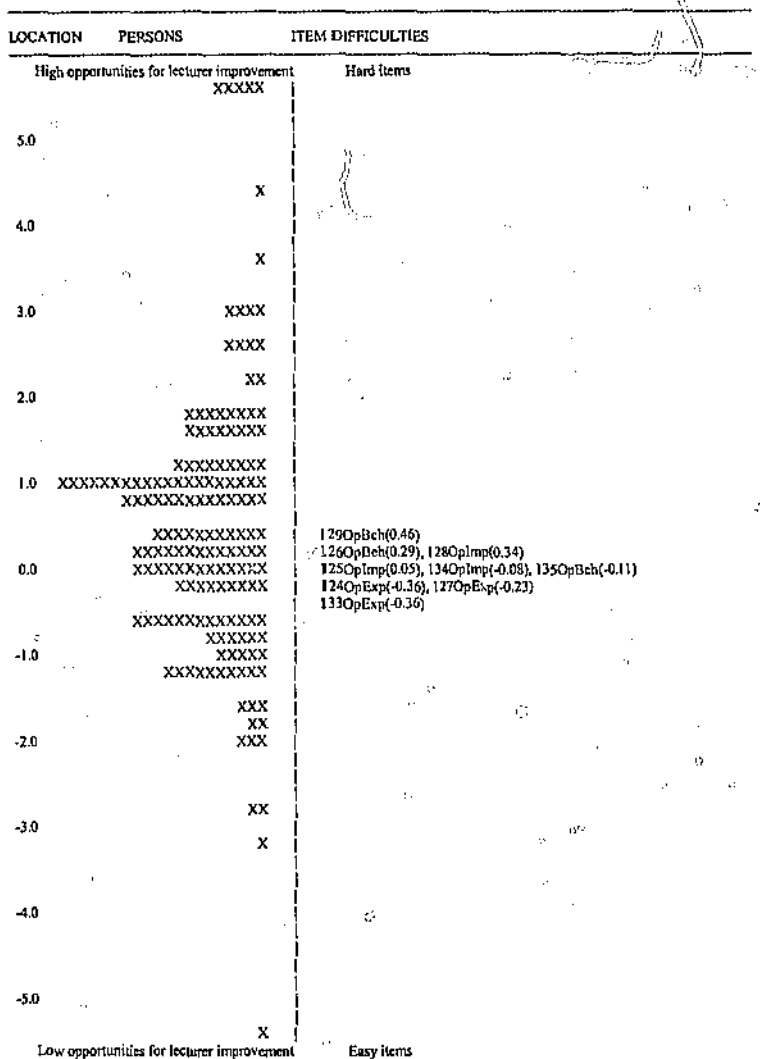 LOCATION PERSONS ITEM DIFFICULTIES
High opportunities for lecturer improvement Hard items
XXXXX
5.0
X
4.0
X
3.0 XXXX
XXXX
XX
2.0
XXXXXXXX
XXXXXXXX
XXXXXXXXX
1.0 XXXXXXXXXXXXXXXXXXXXX
XXXXXXXXXXXXXX
XXXXXXXXXXX 129OpBch(0.46)
XXXXXXXXXXXXX 126OpBch(0.29), 128OpImp(0.34)
0.0 XXXXXXXXXXXXX 125OpImp(0.05), 134OpImp(-0.08), 135OpBch(-0.11)
XXXXXXXXX 124OpExp(-0.36), 127OpExp(-0.23)
133OpExp(-0.36)
XXXXXXXXXXXXX
XXXXXX
-1.0 XXXXX
XXXXXXXXXX
XXX
XX
-2.0 XXX
XX
-3.0
X
-4.0
-5.0
X
Low opportunities for lecturer improvement Easy items